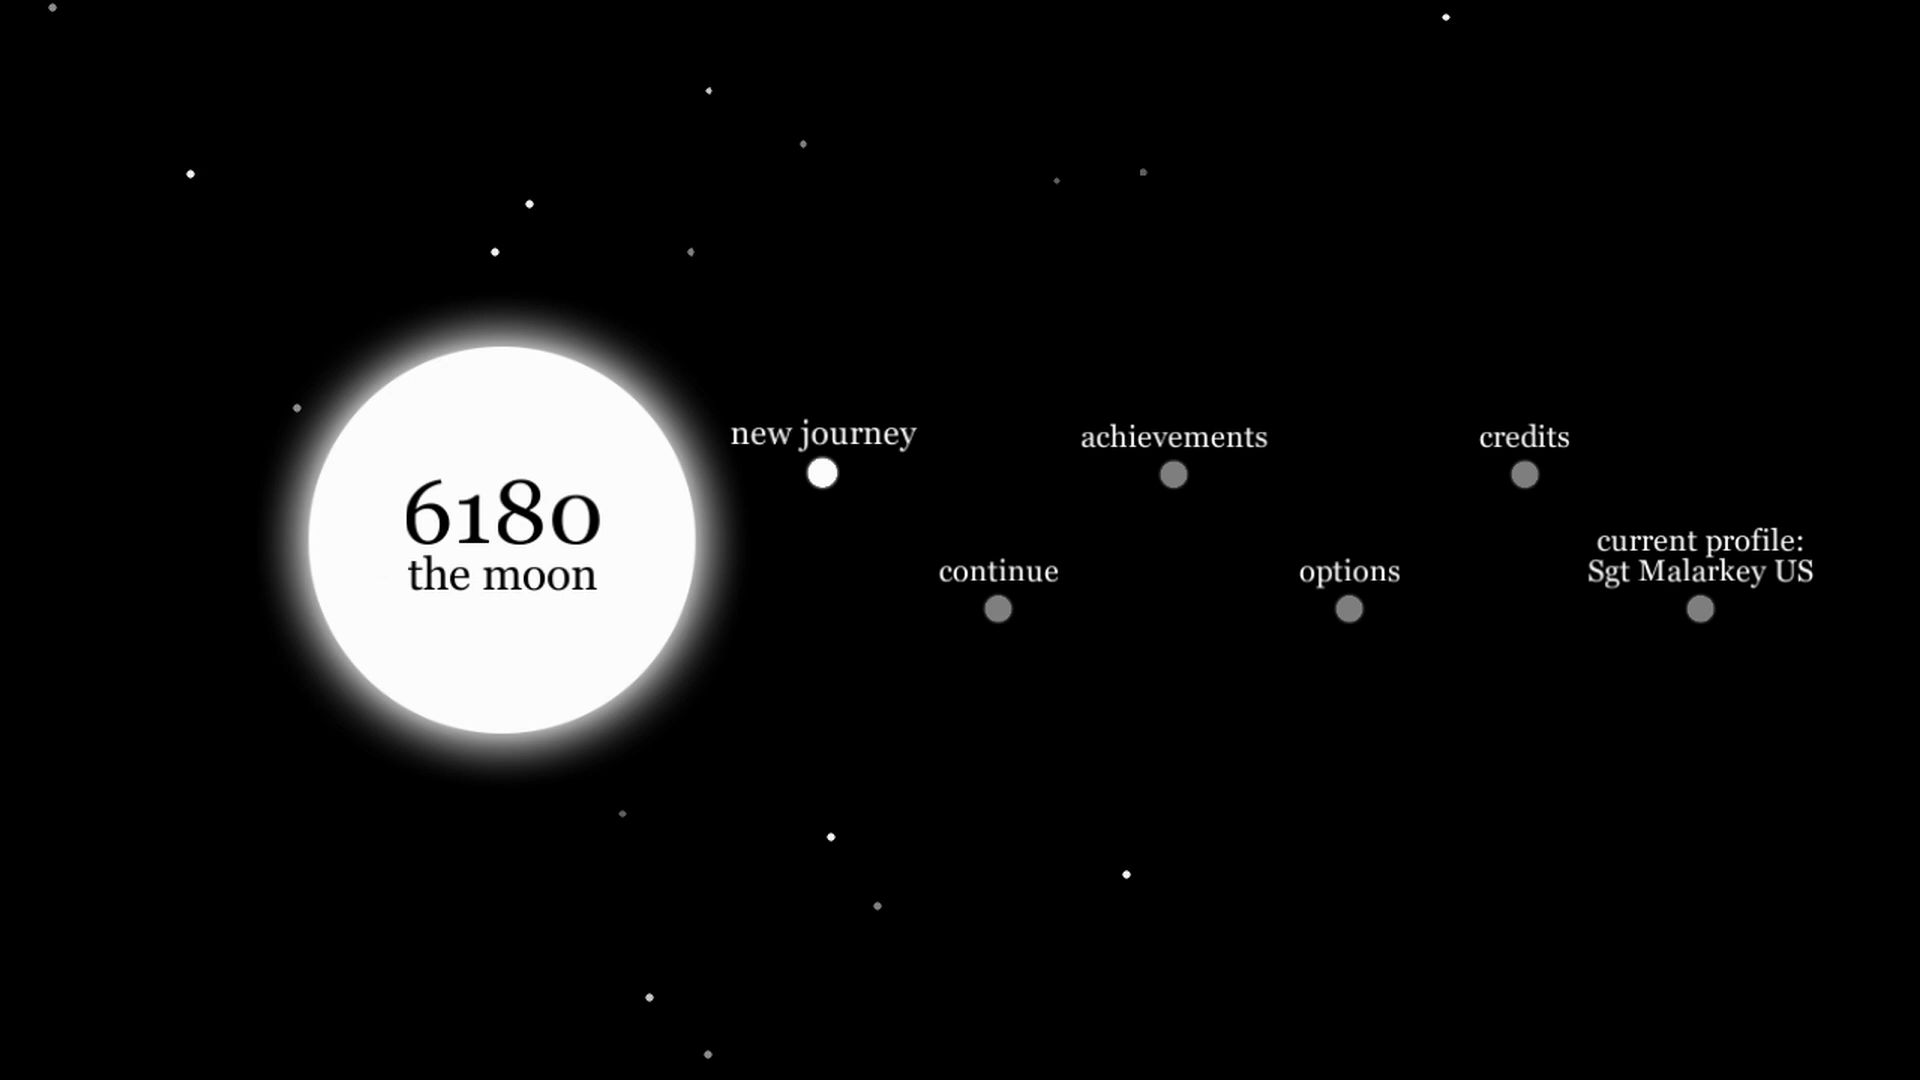 6180
the moon
new journey
achievements
credits
continue
options
current profile:
Sgt Malarkey US